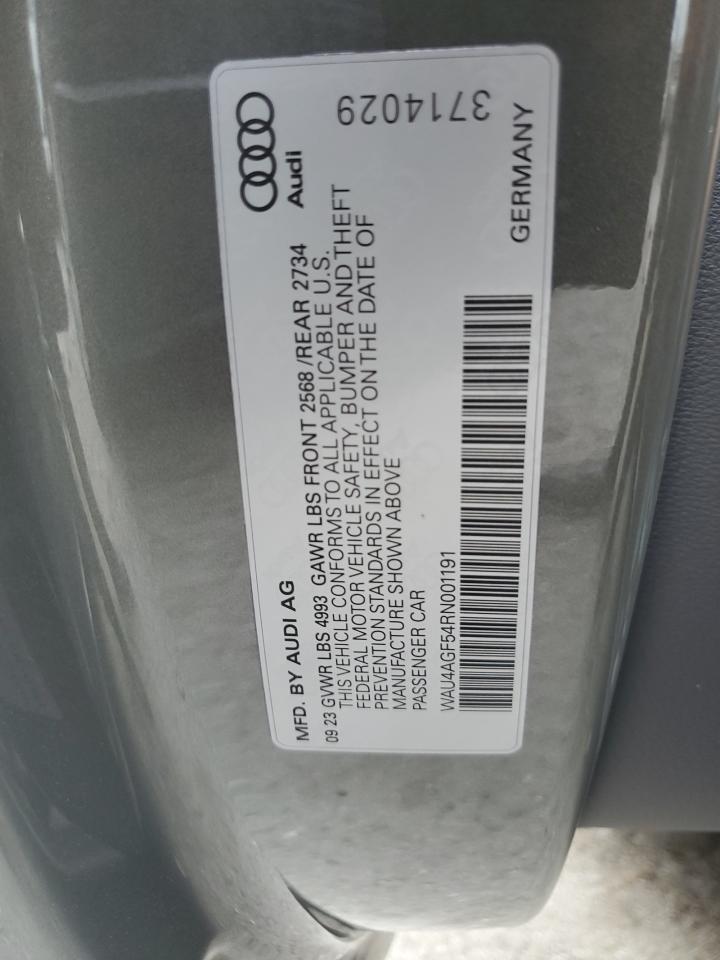 Audi
3714029
MFD. BY AUDI AG
09 23 GVWR LBS 4993 GAWR LBS FRONT 2568 /REAR 2734
THIS VEHICLE CONFORMS TO ALL APPLICABLE U.S.
FEDERAL MOTOR VEHICLE SAFETY, BUMPER AND THEFT
PREVENTION STANDARDS IN EFFECT ON THE DATE OF
MANUFACTURE SHOWN ABOVE
PASSENGER CAR
WAU4AGF54RN001191
GERMANY